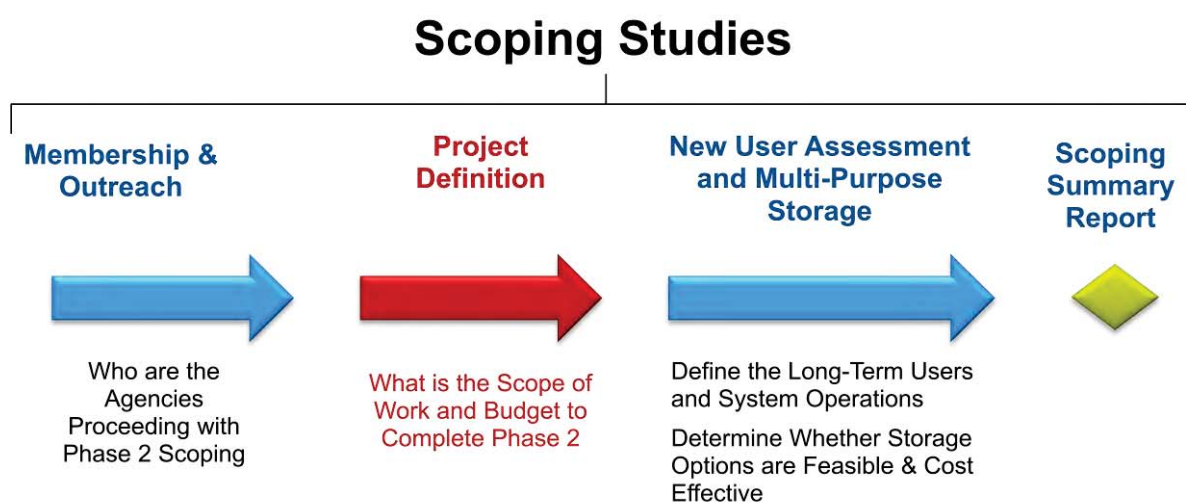 Scoping Studies
Membership &
Outreach
Project
Definition
New User Assessment
and Multi-Purpose
Storage
Scoping
Summary
Report
Who are the
Agencies
Proceeding with
Phase 2 Scoping
What is the Scope of
Work and Budget to
Complete Phase 2
Define the Long-Term Users
and System Operations
Determine Whether Storage
Options are Feasible & Cost
Effective